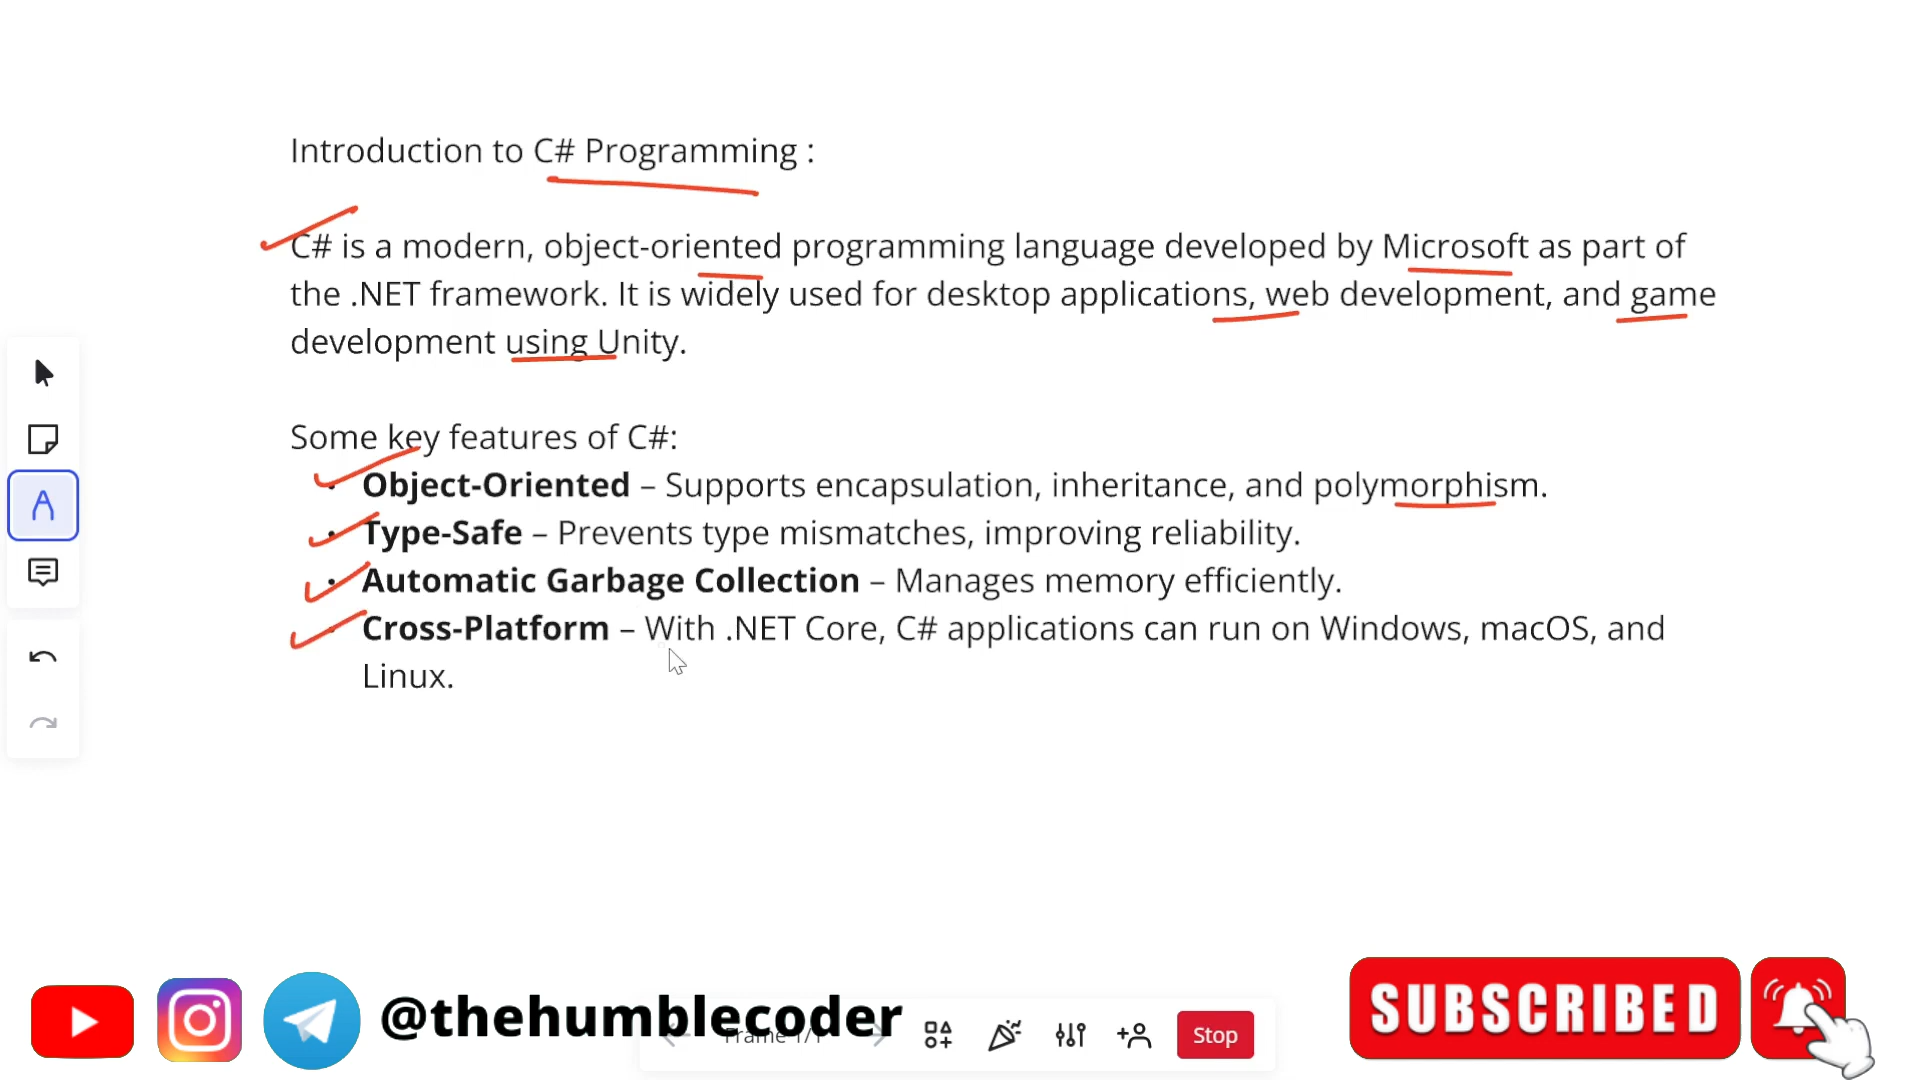 Introduction to C# Programming :
C# is a modern, object-oriented programming language developed by Microsoft as part of
the .NET framework. It is widely used for desktop applications, web development, and game
development using Unity.
Some key features of C#:
• Object-Oriented – Supports encapsulation, inheritance, and polymorphism.
• Type-Safe – Prevents type mismatches, improving reliability.
• Automatic Garbage Collection – Manages memory efficiently.
• Cross-Platform – With .NET Core, C# applications can run on Windows, macOS, and
Linux.
@thehumblecoder
Frame 1/1
Stop
SUBSCRIBED